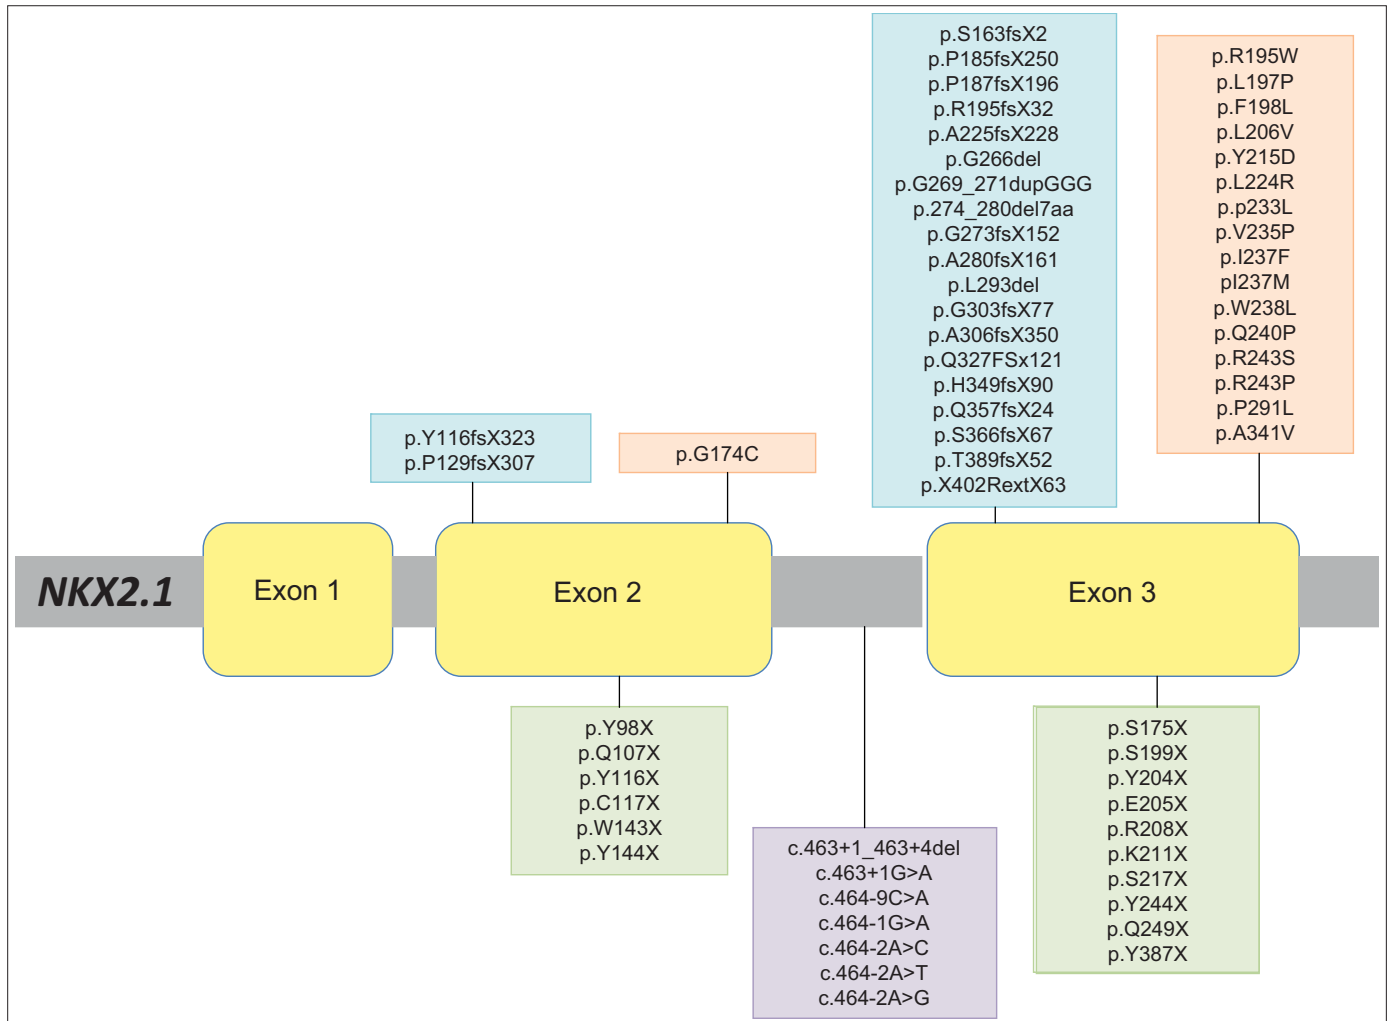 p.S163fsX2
p.P185fsX250
p.P187fsX196
p.R195fsX32
p.A225fsX228
p.G266del
p.G269_271dupGGG
p.274_280del7aa
p.G273fsX152
p.A280fsX161
p.L293del
p.G303fsX77
p.A306fsX350
p.Q327FSx121
p.H349fsX90
p.Q357fsX24
p.S366fsX67
p.T389fsX52
p.X402RextX63
p.R195W
p.L197P
p.F198L
p.L206V
p.Y215D
p.L224R
p.p233L
p.V235P
p.I237F
pI237M
p.W238L
p.Q240P
p.R243S
p.R243P
p.P291L
p.A341V
p.Y116fsX323
p.P129fsX307
p.G174C
NKX2.1
Exon 1
Exon 2
Exon 3
p.Y98X
p.Q107X
p.Y116X
p.C117X
p.W143X
p.Y144X
c.463+1_463+4del
c.463+1G>A
c.464-9C>A
c.464-1G>A
c.464-2A>C
c.464-2A>T
c.464-2A>G
p.S175X
p.S199X
p.Y204X
p.E205X
p.R208X
p.K211X
p.S217X
p.Y244X
p.Q249X
p.Y387X